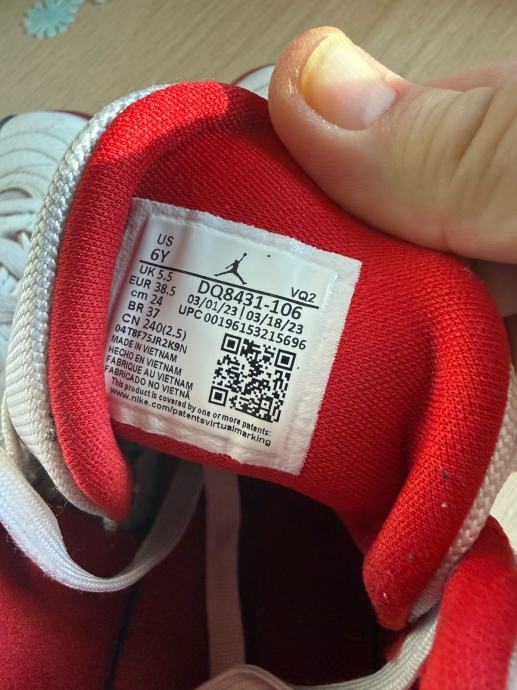 US
6Y
UK 5.5
EUR 38.5
cm 24
BR 37
CN 240(2.5)
04T8F75JR2K9N
MADE IN VIETNAM
HECHO EN VIETNAM
FABRIQUE AU VIETNAM
FABRICADO NO VIETNÃ
This product is covered by one or more patents:
www.nike.com/patentsvirtualmarking
VQ2
DQ8431-106
03/01/23 | 03/18/23
UPC 00196153215696